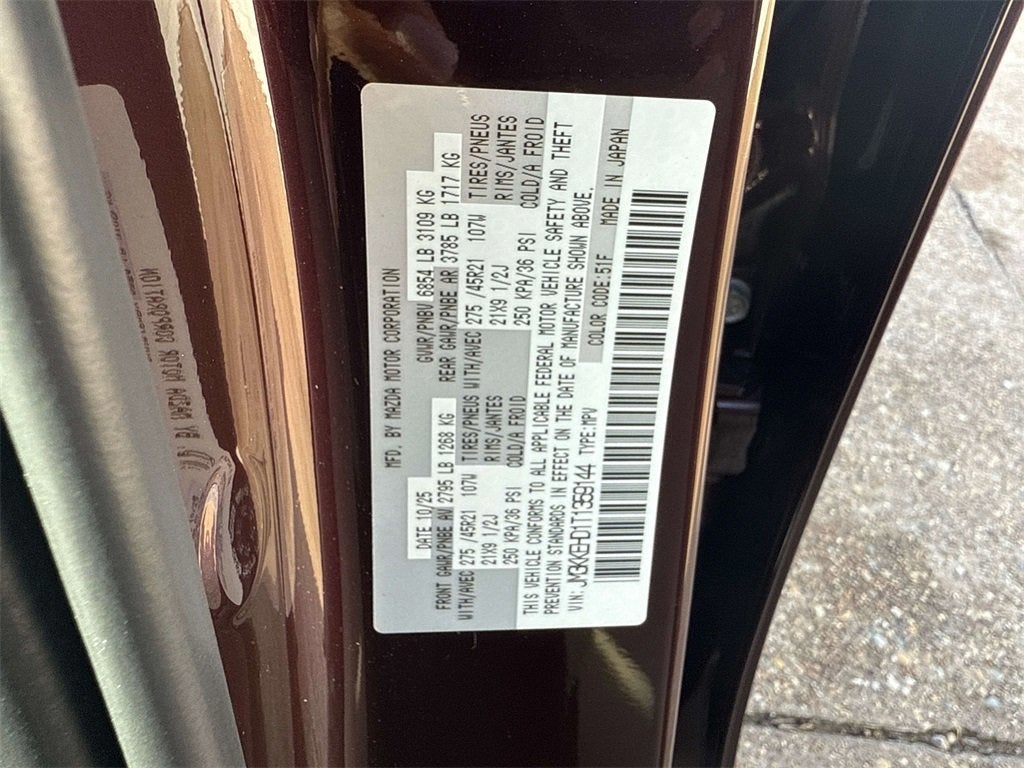 MFD. BY MAZDA MOTOR CORPORATION
DATE 10/25 GVWR/PNBV 6854 LB 3109 KG
FRONT GAWR/PNBE AV 2795 LB 1268 KG REAR GAWR/PNBE AR 3785 LB 1717 KG
WITH/AVEC 275 /45R21 107W TIRES/PNEUS WITH/AVEC 275 /45R21 107W TIRES/PNEUS
21X9 1/2J RIMS/JANTES 21X9 1/2J RIMS/JANTES
250 KPA/36 PSI COLD/A FROID 250 KPA/36 PSI COLD/A FROID
THIS VEHICLE CONFORMS TO ALL APPLICABLE FEDERAL MOTOR VEHICLE SAFETY AND THEFT
PREVENTION STANDARDS IN EFFECT ON THE DATE OF MANUFACTURE SHOWN ABOVE.
VIN: JM3KKEHD1T1359144 TYPE:MPV COLOR CODE:51F MADE IN JAPAN